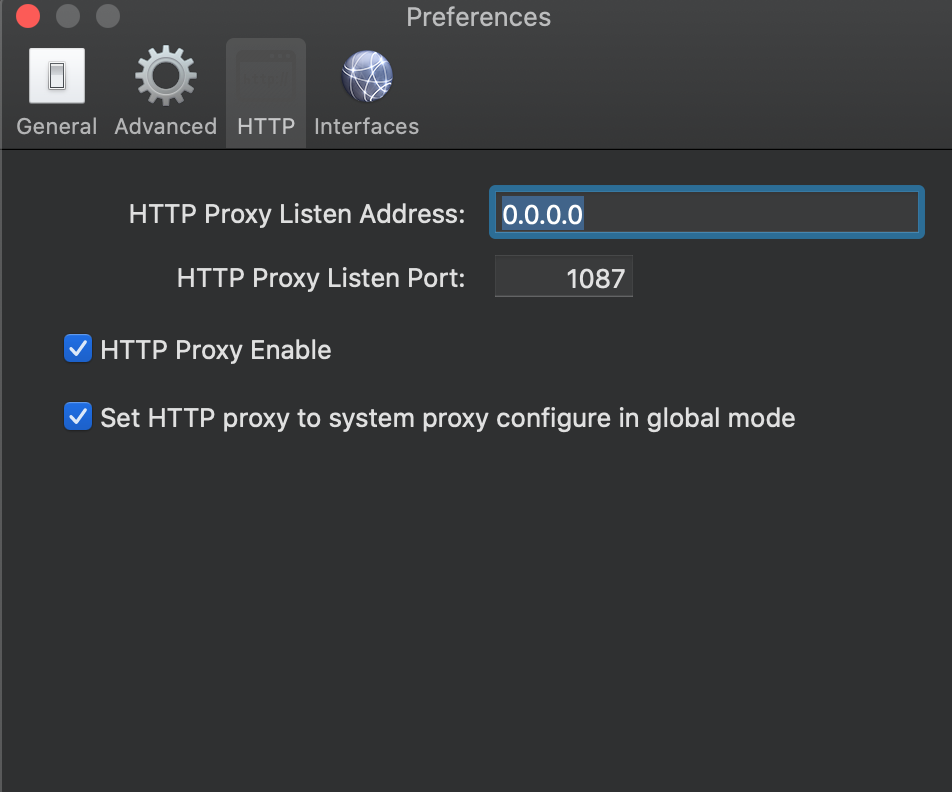 Preferences
General Advanced HTTP Interfaces
HTTP Proxy Listen Address: 0.0.0.0
HTTP Proxy Listen Port: 1087
HTTP Proxy Enable
Set HTTP proxy to system proxy configure in global mode